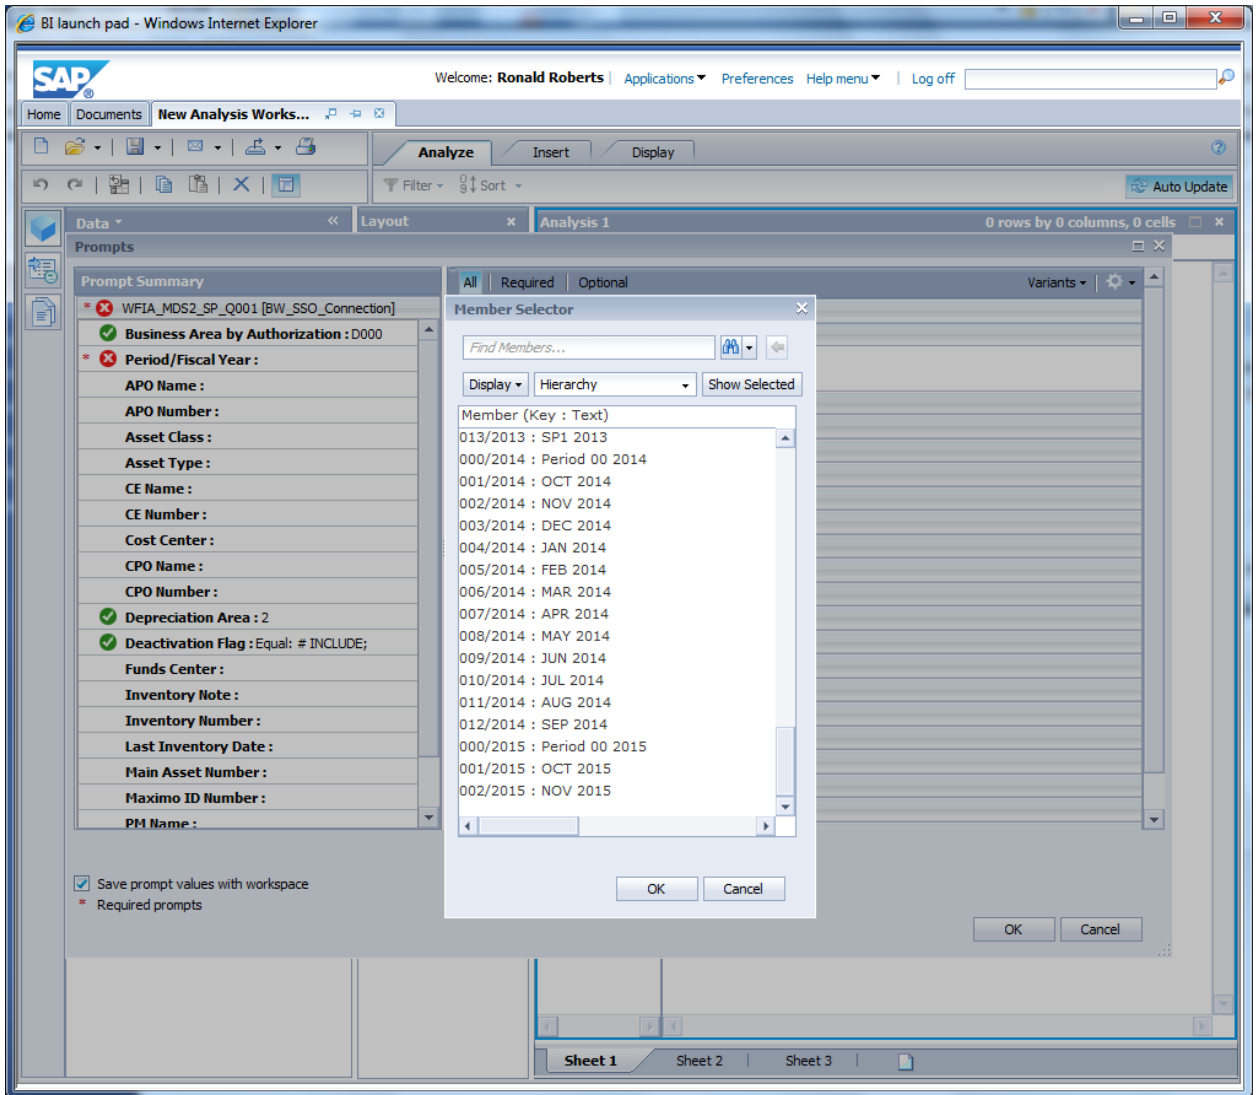 BI launch pad - Windows Internet Explorer
SAP®
Welcome: Ronald Roberts | Applications Preferences Help menu | Log off
Home Documents New Analysis Works...
Analyze Insert Display
Filter Sort Auto Update
Data Layout Analysis 1 0 rows by 0 columns, 0 cells
Prompts
Prompt Summary
* WFIA_MDS2_SP_Q001 [BW_SSO_Connection]
Business Area by Authorization : D000
* Period/Fiscal Year :
APO Name :
APO Number :
Asset Class :
Asset Type :
CE Name :
CE Number :
Cost Center :
CPO Name :
CPO Number :
Depreciation Area : 2
Deactivation Flag : Equal: # INCLUDE;
Funds Center :
Inventory Note :
Inventory Number :
Last Inventory Date :
Main Asset Number :
Maximo ID Number :
PM Name :
All | Required | Optional Variants
Member Selector
Find Members...
Display Hierarchy Show Selected
Member (Key : Text)
013/2013 : SP1 2013
000/2014 : Period 00 2014
001/2014 : OCT 2014
002/2014 : NOV 2014
003/2014 : DEC 2014
004/2014 : JAN 2014
005/2014 : FEB 2014
006/2014 : MAR 2014
007/2014 : APR 2014
008/2014 : MAY 2014
009/2014 : JUN 2014
010/2014 : JUL 2014
011/2014 : AUG 2014
012/2014 : SEP 2014
000/2015 : Period 00 2015
001/2015 : OCT 2015
002/2015 : NOV 2015
OK Cancel
Save prompt values with workspace
* Required prompts
OK Cancel
Sheet 1 Sheet 2 | Sheet 3 |